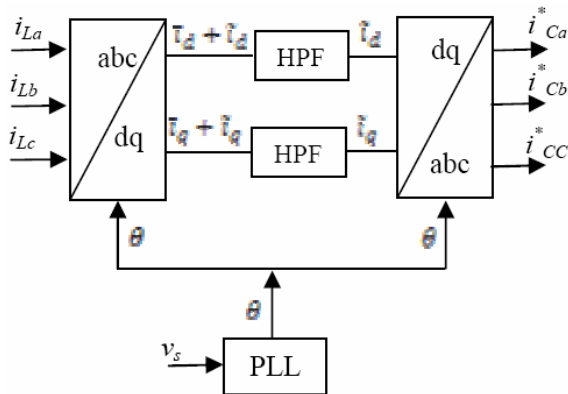 i_La
i_Lb
i_Lc
abc
dq
ī_d + ĩ_d
HPF
ĩ_d
ī_q + ĩ_q
HPF
ĩ_q
dq
abc
i*_Ca
i*_Cb
i*_CC
θ
θ
θ
v_s
PLL